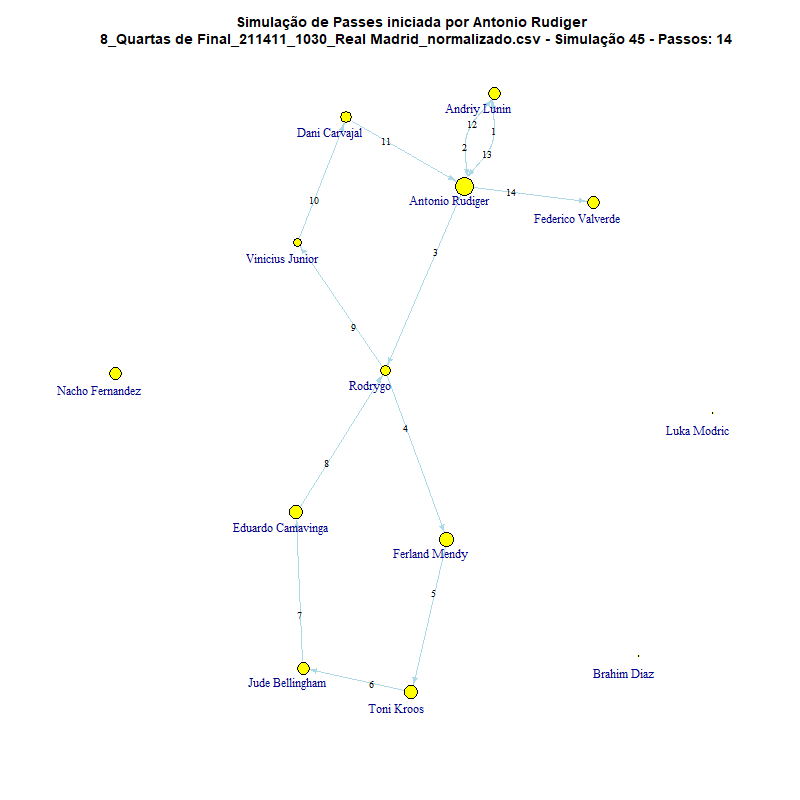 Simulação de Passes iniciada por Antonio Rudiger
8_Quartas de Final_211411_1030_Real Madrid_normalizado.csv - Simulação 45 - Passos: 14
Andriy Lunin
12
1
Dani Carvajal
11
2
13
14
Antonio Rudiger
Federico Valverde
10
3
Vinicius Junior
9
Rodrygo
Nacho Fernandez
4
Luka Modric
8
Eduardo Camavinga
Ferland Mendy
5
7
Brahim Diaz
Jude Bellingham
6
Toni Kroos